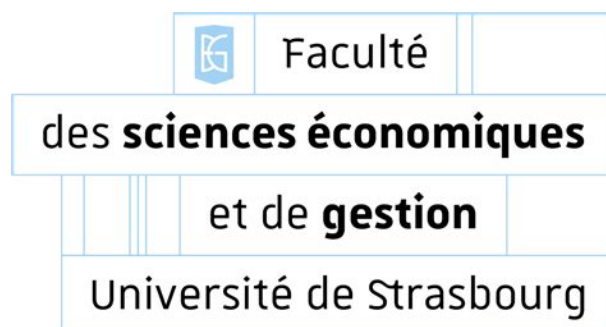 Faculté
des sciences économiques
et de gestion
Université de Strasbourg